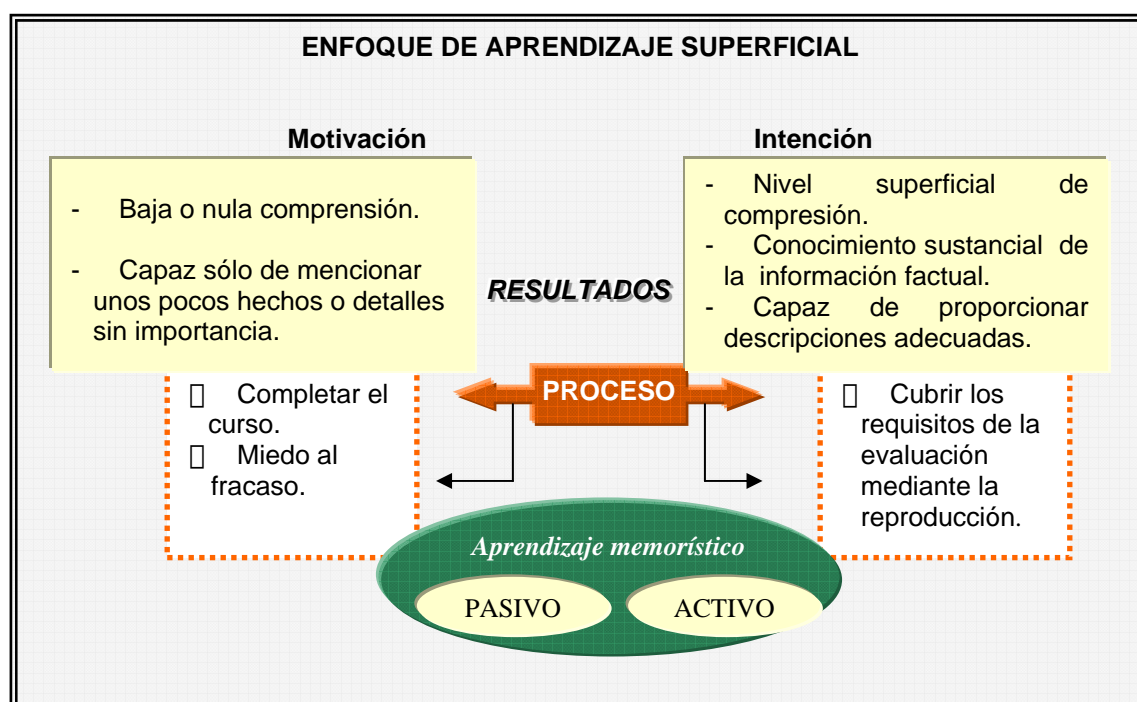 ENFOQUE DE APRENDIZAJE SUPERFICIAL
Motivación
- Baja o nula comprensión.
- Capaz sólo de mencionar
unos pocos hechos o detalles
sin importancia.
Intención
- Nivel superficial de
compresión.
- Conocimiento sustancial de
la información factual.
- Capaz de proporcionar
descripciones adecuadas.
RESULTADOS
PROCESO
Completar el
curso.
Miedo al
fracaso.
Cubrir los
requisitos de la
evaluación
mediante la
reproducción.
Aprendizaje memorístico
PASIVO
ACTIVO